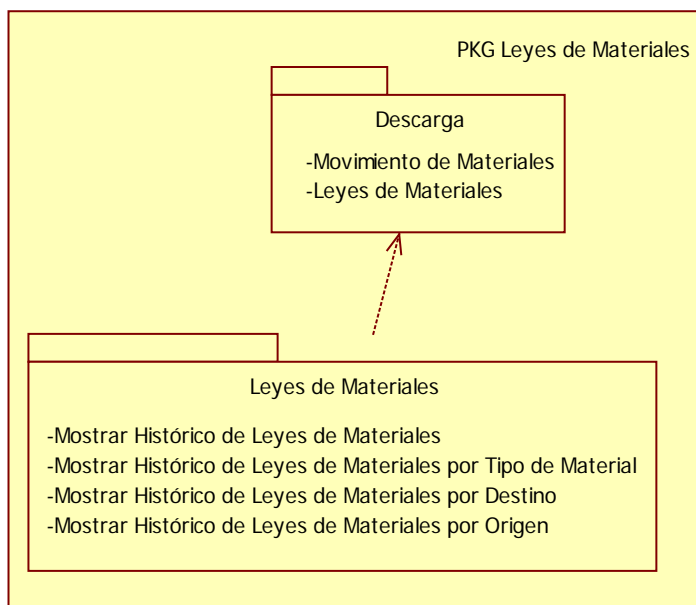 PKG Leyes de Materiales
Descarga
-Movimiento de Materiales
-Leyes de Materiales
Leyes de Materiales
-Mostrar Histórico de Leyes de Materiales
-Mostrar Histórico de Leyes de Materiales por Tipo de Material
-Mostrar Histórico de Leyes de Materiales por Destino
-Mostrar Histórico de Leyes de Materiales por Origen